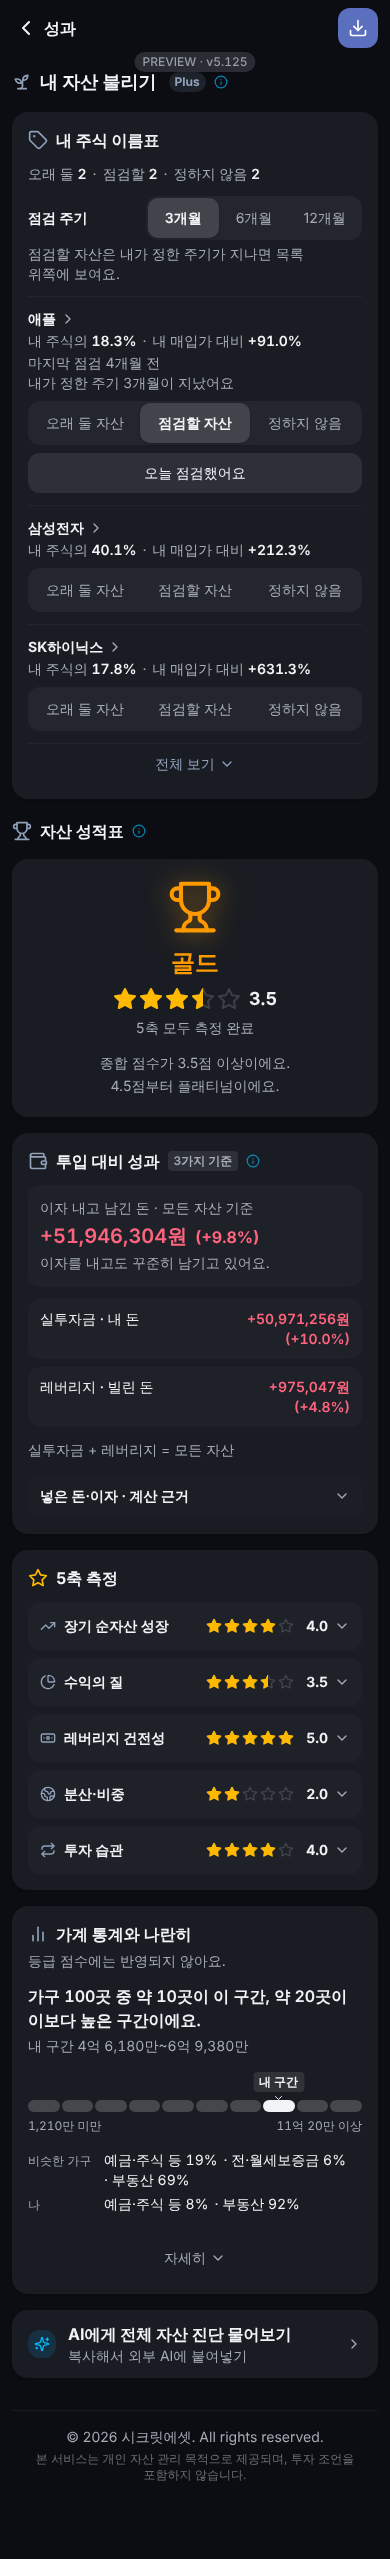 성과
PREVIEW · v5.125
내 자산 불리기 Plus
내 주식 이름표
오래 둘 2 · 점검할 2 · 정하지 않음 2
점검 주기 3개월 6개월 12개월
점검할 자산은 내가 정한 주기가 지나면 목록
위쪽에 보여요.
애플
내 주식의 18.3% · 내 매입가 대비 +91.0%
마지막 점검 4개월 전
내가 정한 주기 3개월이 지났어요
오래 둘 자산 점검할 자산 정하지 않음
오늘 점검했어요
삼성전자
내 주식의 40.1% · 내 매입가 대비 +212.3%
오래 둘 자산 점검할 자산 정하지 않음
SK하이닉스
내 주식의 17.8% · 내 매입가 대비 +631.3%
오래 둘 자산 점검할 자산 정하지 않음
전체 보기
자산 성적표
골드
3.5
5축 모두 측정 완료
종합 점수가 3.5점 이상이에요.
4.5점부터 플래티넘이에요.
투입 대비 성과 3가지 기준
이자 내고 남긴 돈 · 모든 자산 기준
+51,946,304원 (+9.8%)
이자를 내고도 꾸준히 남기고 있어요.
실투자금 · 내 돈 +50,971,256원
(+10.0%)
레버리지 · 빌린 돈 +975,047원
(+4.8%)
실투자금 + 레버리지 = 모든 자산
넣은 돈·이자 · 계산 근거
5축 측정
장기 순자산 성장 4.0
수익의 질 3.5
레버리지 건전성 5.0
분산·비중 2.0
투자 습관 4.0
가계 통계와 나란히
등급 점수에는 반영되지 않아요.
가구 100곳 중 약 10곳이 이 구간, 약 20곳이
이보다 높은 구간이에요.
내 구간 4억 6,180만~6억 9,380만
내 구간
1,210만 미만 11억 20만 이상
비슷한 가구 예금·주식 등 19% · 전·월세보증금 6%
· 부동산 69%
나 예금·주식 등 8% · 부동산 92%
자세히
AI에게 전체 자산 진단 물어보기
복사해서 외부 AI에 붙여넣기
© 2026 시크릿에셋. All rights reserved.
본 서비스는 개인 자산 관리 목적으로 제공되며, 투자 조언을
포함하지 않습니다.